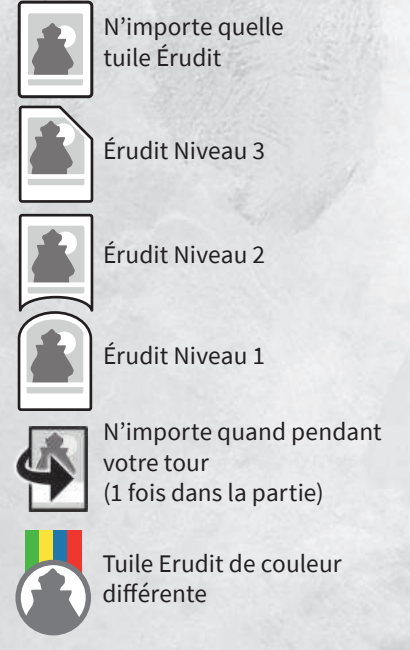 N’importe quelle
tuile Érudit
Érudit Niveau 3
Érudit Niveau 2
Érudit Niveau 1
N’importe quand pendant
votre tour
(1 fois dans la partie)
Tuile Erudit de couleur
différente